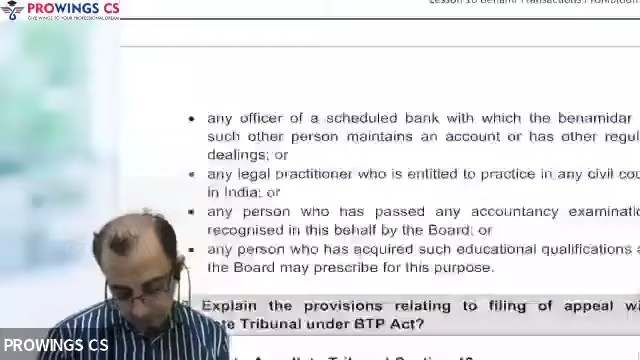 PROWINGS CS
GIVE WINGS TO YOUR PROFESSIONAL DREAM
Benami Transactions Prohibition
• any officer of a scheduled bank with which the benamidar
such other person maintains an account or has other regul
dealings; or
• any legal practitioner who is entitled to practice in any civil cou
in India; or
• any person who has passed any accountancy examinatio
recognised in this behalf by the Board; or
• any person who has acquired such educational qualifications a
the Board may prescribe for this purpose.
Explain the provisions relating to filing of appeal wi
ate Tribunal under BTP Act?
PROWINGS CS